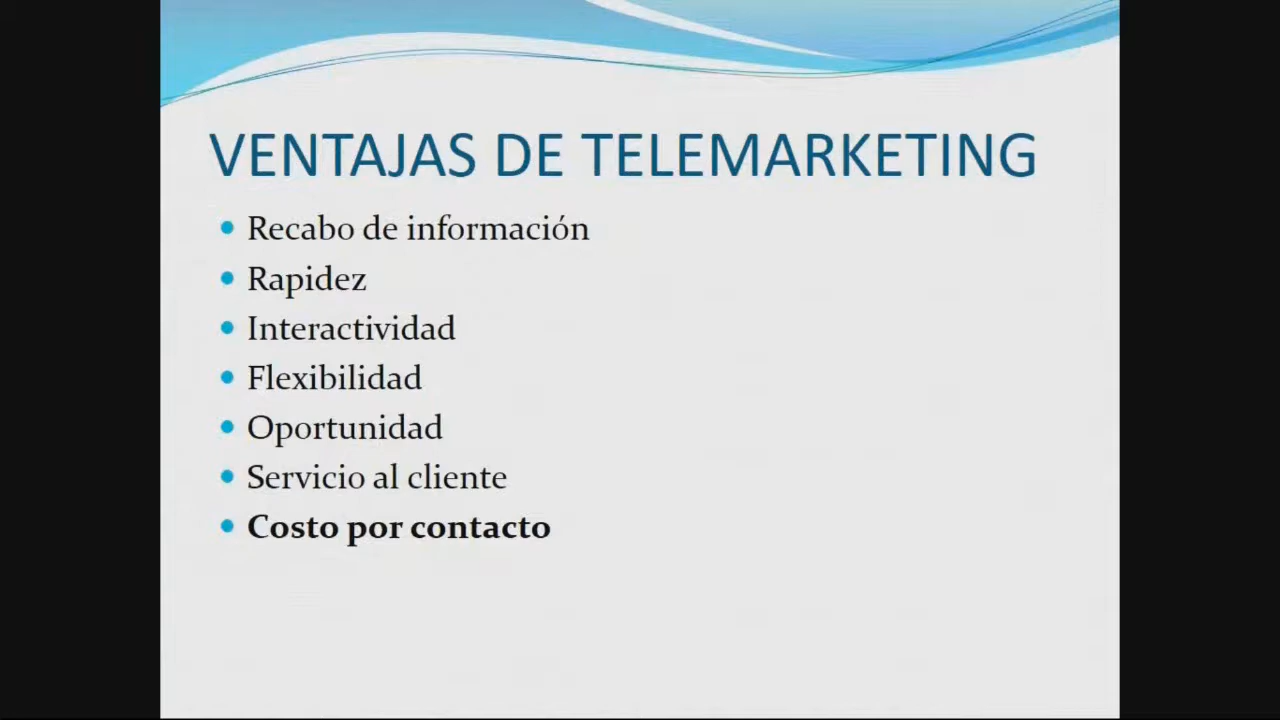 VENTAJAS DE TELEMARKETING
Recabo de información
Rapidez
Interactividad
Flexibilidad
Oportunidad
Servicio al cliente
Costo por contacto